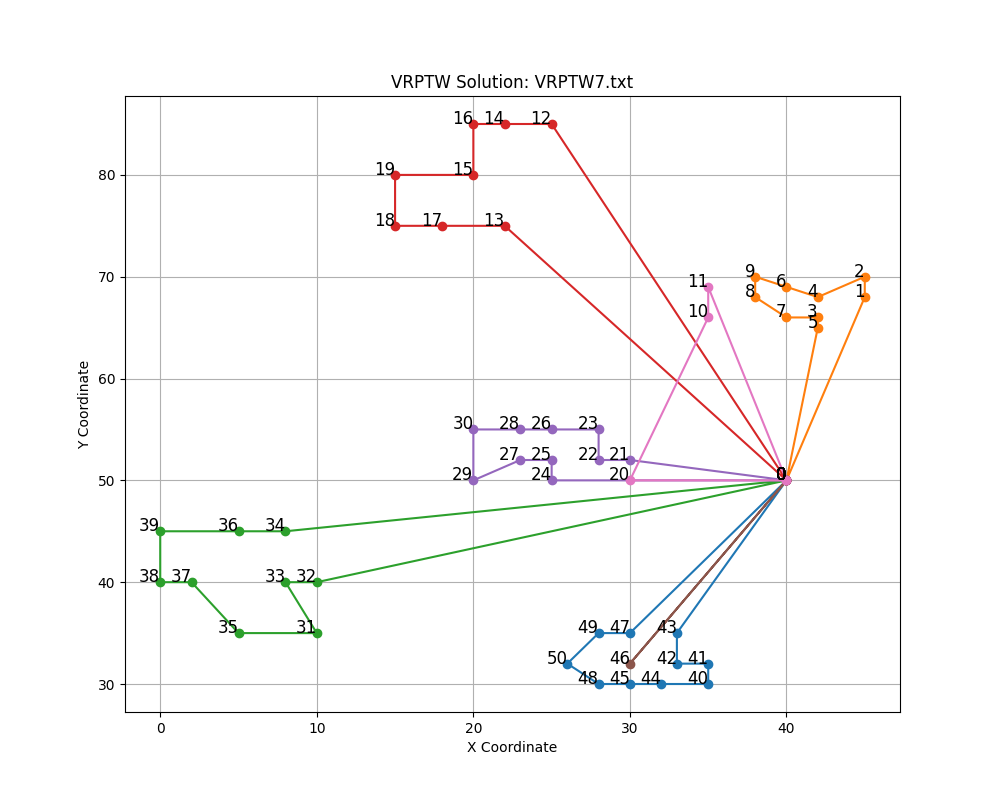 VRPTW Solution: VRPTW7.txt
16 14 12
80
19 15
18 17 13
70
9 6 2
11 8 4 1
10 7 3
5
60
Y Coordinate
30 28 26 23
27 25 22 21
50
29 24 20 0
39 36 34
40
38 37 33 32
35 31 49 47 43
50 46 42 41
30
48 45 44 40
0 10 20 30 40
X Coordinate